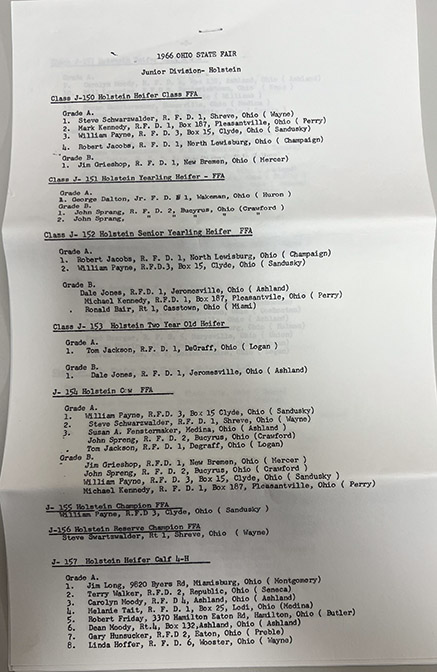 1966 OHIO STATE FAIR
Junior Division- Holstein
Class J-150 Holstein Heifer Class FFA
Grade A.
1. Steve Schwarzwalder, R. F. D. 1, Shreve, Ohio ( Wayne)
2. Mark Kennedy, R.F. D. 1, Box 187, Pleasantville, Ohio ( Perry)
3. William Payne, R. F. D. 3, Box 15, Clyde, Ohio ( Sandusky)
4. Robert Jacobs, R. F. D. 1, North Lewisburg, Ohio ( Champaign)
Grade B.
1. Jim Grieshop, R. F. D. 1, New Bremen, Ohio ( Mercer)
Class J- 151 Holstein Yearling Heifer - FFA
Grade A.
1. George Dalton, Jr. F. D. # 1, Wakeman, Ohio ( Huron )
Grade B.
1. John Sprang, R. F. D. 2, Bucyrus, Ohio (Crawford )
2. John Sprang, " " "
Class J- 152 Holstein Senior Yearling Heifer FFA
Grade A.
1. Robert Jacobs, R. F. D. 1, North Lewisburg, Ohio ( Champaign)
2. William Payne, R.F.D.3, Box 15, Clyde, Ohio ( Sandusky)
Grade B.
Dale Jones, R.F.D. 1, Jeromesville, Ohio ( Ashland)
Michael Kennedy, R.F.D. 1, Box 187, Pleasantvile, Ohio ( Perry)
Ronald Bair, Rt 1, Casstown, Ohio ( Miami)
Class J- 153 Holstein Two Year Old Heifer
Grade A.
1. Tom Jackson, R.F. D. 1, DeGraff, Ohio ( Logan )
Grade B.
1. Dale Jones, R.F. D. 1, Jeromesville, Ohio ( Ashland)
J- 154 Holstein Cow FFA
Grade A.
1. William Payne, R.F.D. 3, Box 15 Clyde, Ohio ( Sandusky)
2. Steve Schwarzwalder, R.F.D. 1, Shreve, Ohio ( Wayne)
3. Susan A. Fenstormaker, Medina, Ohio ( Ashland )
John Spreng, R. F. D. 2, Bucyrus, Ohio (Crawford)
Tom Jackson, R. F.D. 1, Degraff, Ohio ( Logan)
Grade B.
Jim Grieshop, R.F.D. 1, New Bremen, Ohio ( Mercer )
John Spreng, R. F.D. 2, Bucyrus, Ohio ( Crawford )
William Payne, R. F.D. 3, Box 15, Clyde, Ohio ( Sandusky )
Michael Kennedy, R. F. D. 1, Box 187, Pleasantville, Ohio ( Perry)
J- 155 Holstein Champion FFA
William Payne, R.F.D 3, Clyde, Ohio ( Sandusky )
J-156 Holstein Reserve Champion FFA
Steve Swartzwalder, Rt 1, Shreve, Ohio ( Wayne)
J- 157 Holstein Heifer Calf 4-H
Grade A.
1. Jim Long, 9820 Byers Rd, Miamisburg, Ohio ( Montgomery)
2. Terry Walker, R.F.D. 2, Republic, Ohio ( Seneca)
3. Carolyn Moody, R.F. D 4, Ashland, Ohio ( Ashland)
4. Melanie Tait, R. F. D. 1, Box 25, Lodi, Ohio (Medina)
5. Robert Friday, 3370 Hamilton Eaton Rd, Hamilton, Ohio ( Butler)
6. Dean Moody, Rt.4, Box 132,Ashland, Ohio ( Ashland)
7. Gary Hunsucker, R.F.D 2, Eaton, Ohio ( Preble)
8. Linda Hoffer, R. F. D. 6, Wooster, Ohio ( Wayne)